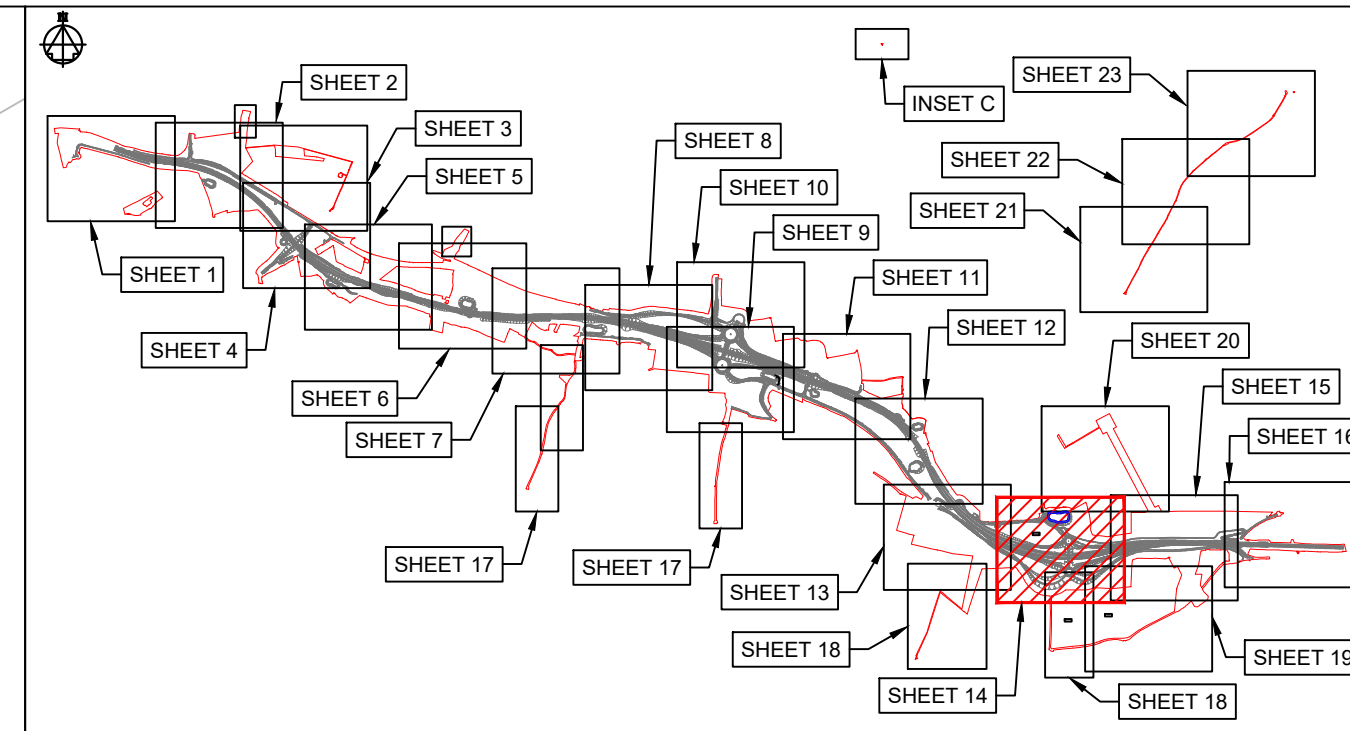 N
SHEET 2
SHEET 23
INSET C
SHEET 3
SHEET 8
SHEET 22
SHEET 5
SHEET 10
SHEET 21
SHEET 9
SHEET 1
SHEET 11
SHEET 12
SHEET 20
SHEET 4
SHEET 15
SHEET 6
SHEET 7
SHEET 16
SHEET 17
SHEET 17
SHEET 13
SHEET 18
SHEET 19
SHEET 14
SHEET 18